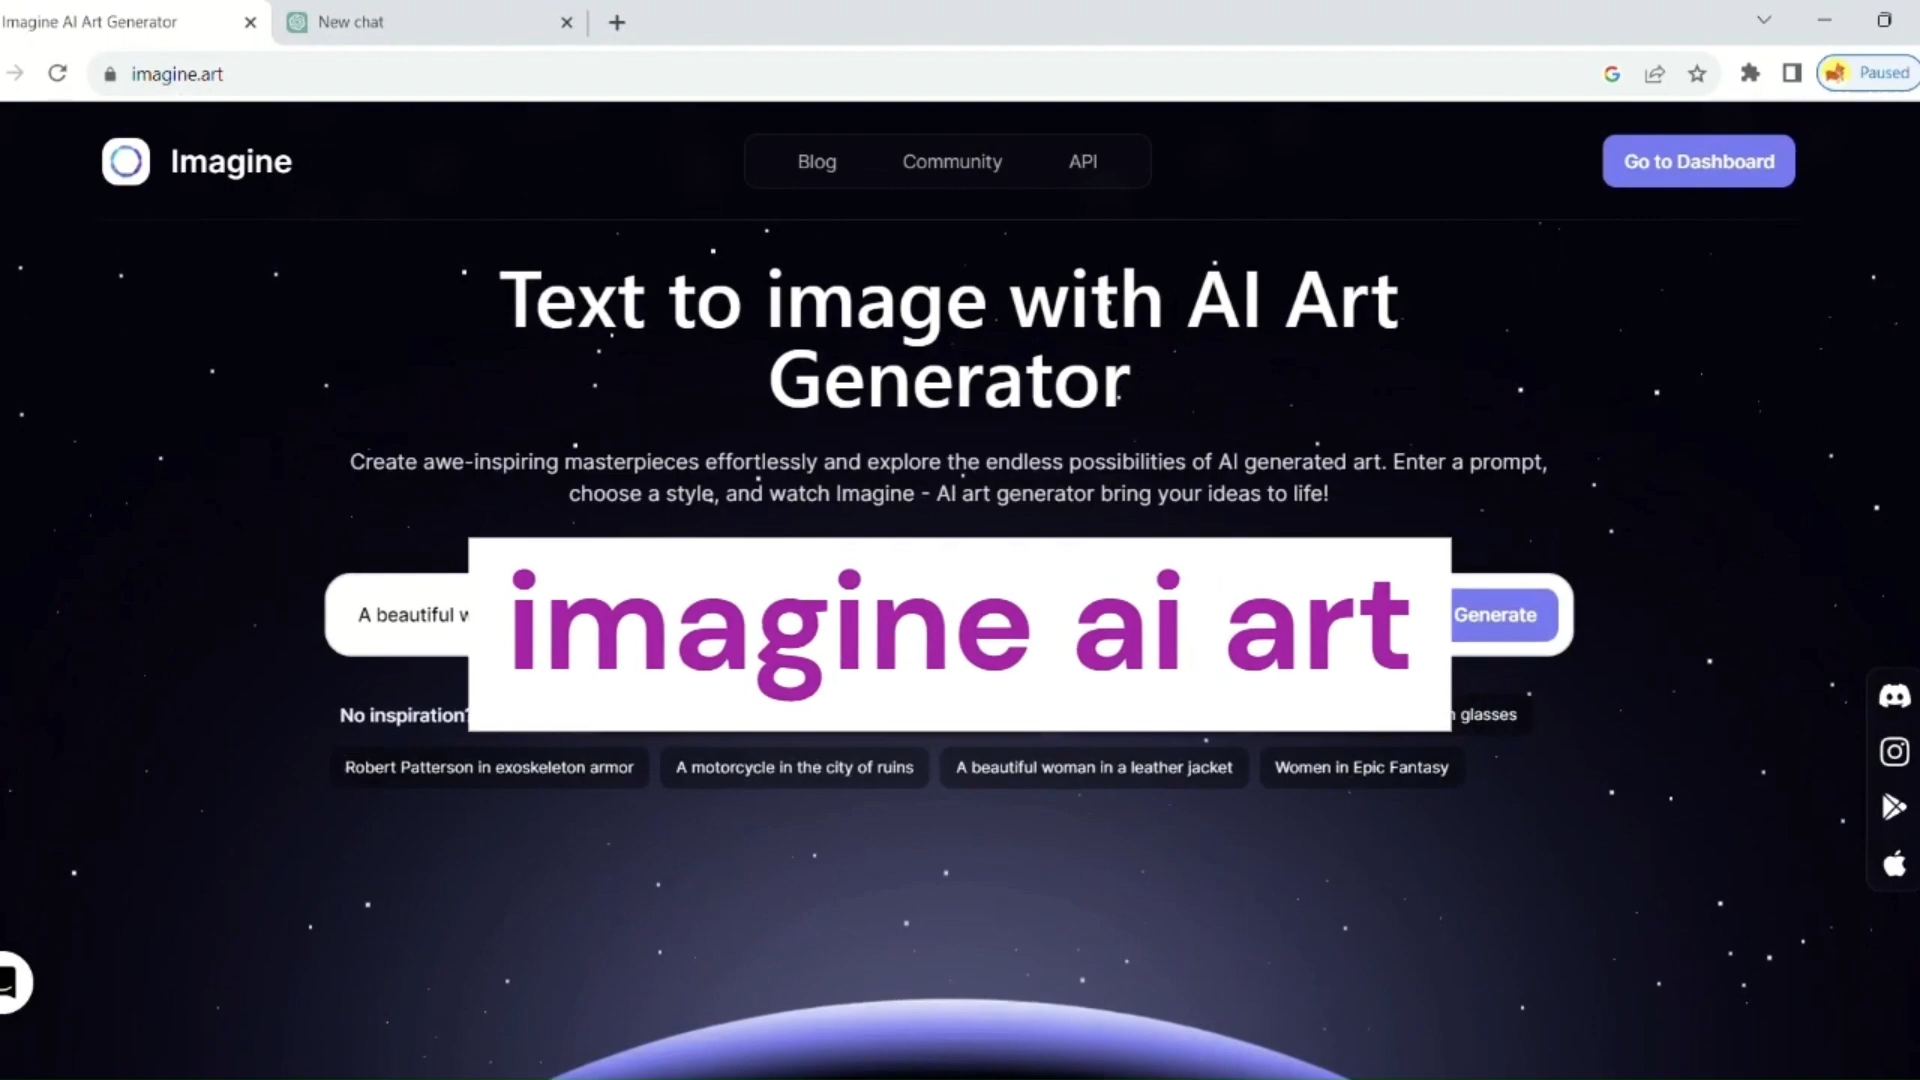 Imagine AI Art Generator
New chat
imagine.art
Paused
Imagine
Blog
Community
API
Go to Dashboard
Text to image with AI Art
Generator
Create awe-inspiring masterpieces effortlessly and explore the endless possibilities of AI generated art. Enter a prompt,
choose a style, and watch Imagine - AI art generator bring your ideas to life!
A beautiful
imagine ai art
Generate
No inspiration?
glasses
Robert Patterson in exoskeleton armor
A motorcycle in the city of ruins
A beautiful woman in a leather jacket
Women in Epic Fantasy